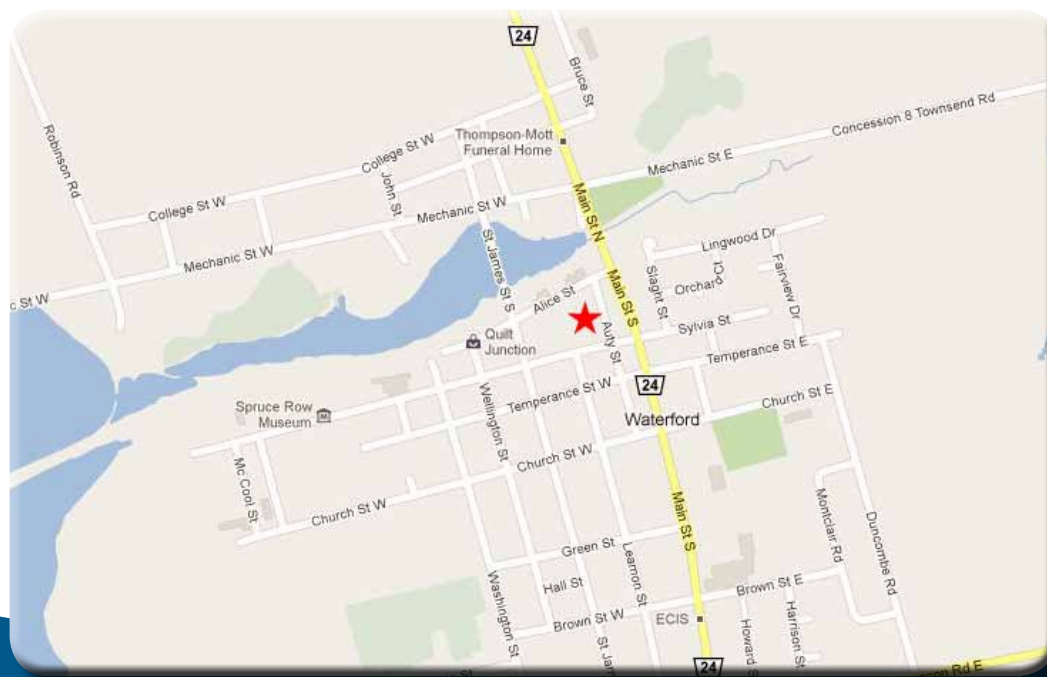 24
Bruce St
Robinson Rd
Thompson-Mott
Funeral Home
College St W
Concession 8 Townsend Rd
Mechanic St E
John St
College St W
Mechanic St W
Main St N
Mechanic St W
St James St S
Lingwood Dr
Slaght St
Orchard
Fairview Dr
Main St S
Alice St
c St W
Auty St
Sylvia St
Quilt
Junction
Temperance St E
24
Temperance St W
Church St E
Spruce Row
Museum
Waterford
Wellington St
Church St W
Mc Cool St
Church St W
Main St S
Montclair Rd
Duncombe Rd
Green St
Learnon St
Hall St
Washington St
Brown St E
Brown St W
ECIS
Harrison St
Howard S
St Jam
24
son Rd E